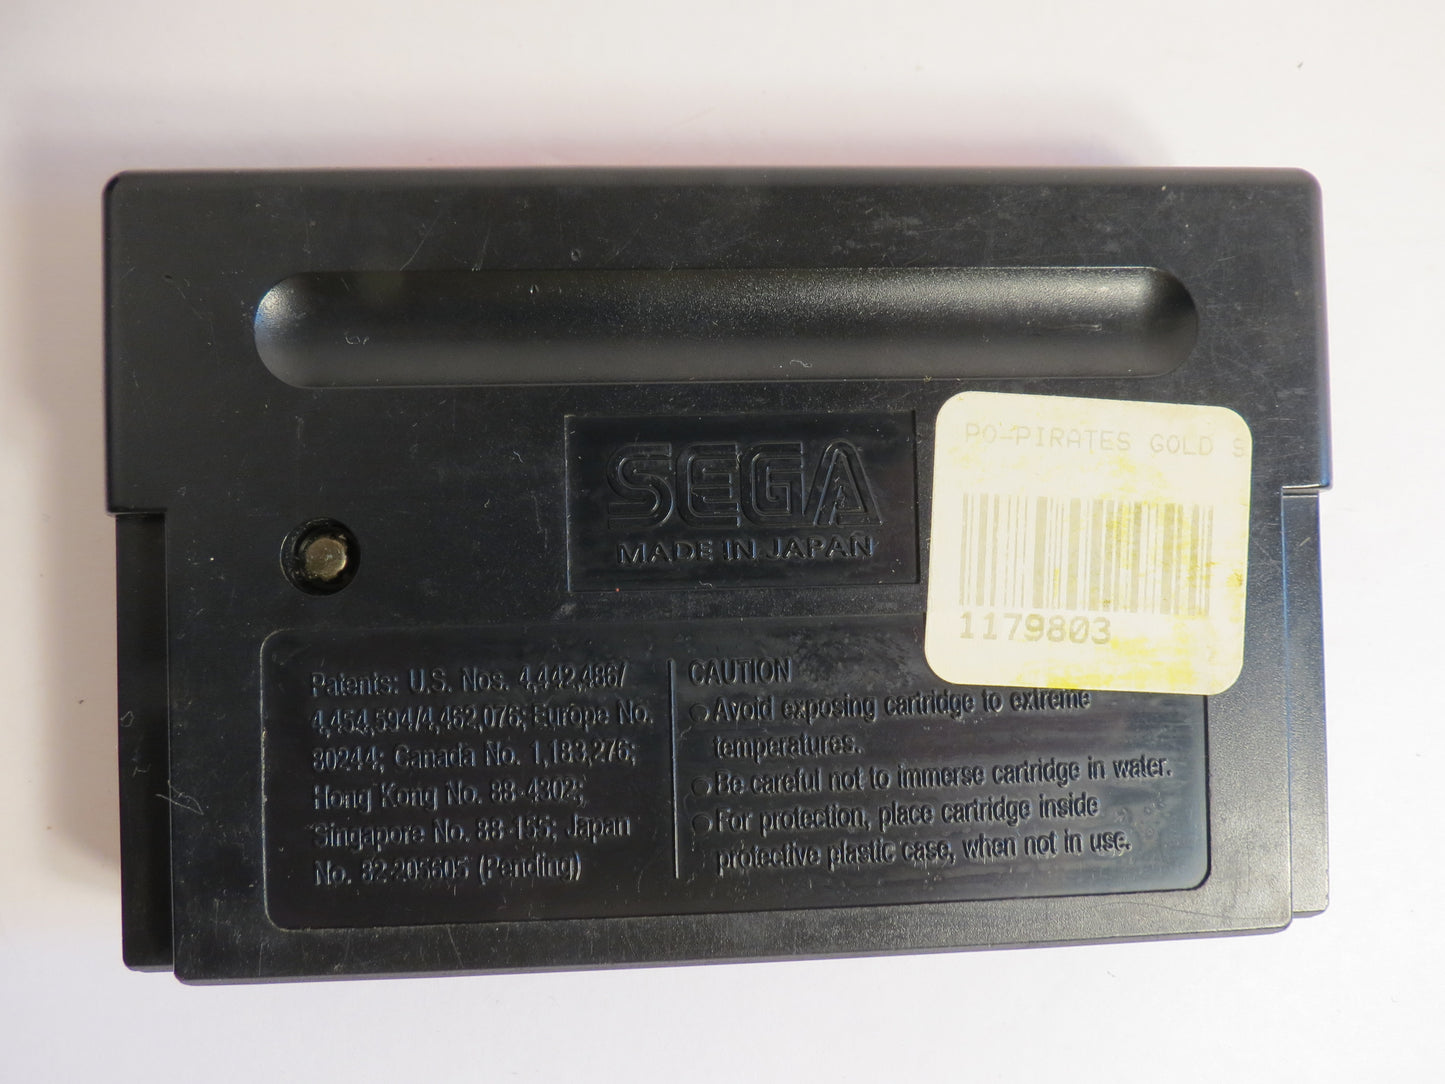 SEGA
MADE IN JAPAN
PO-PIRATES GOLD S
1179803
Patents: U.S. Nos. 4,442,486/
4,454,594/4,462,076; Europe No.
80244; Canada No. 1,183,276;
Hong Kong No. 88-4302;
Singapore No. 88-155; Japan
No. 82-205605 (Pending)
CAUTION
Avoid exposing cartridge to extreme
temperatures.
Be careful not to immerse cartridge in water.
For protection, place cartridge inside
protective plastic case, when not in use.